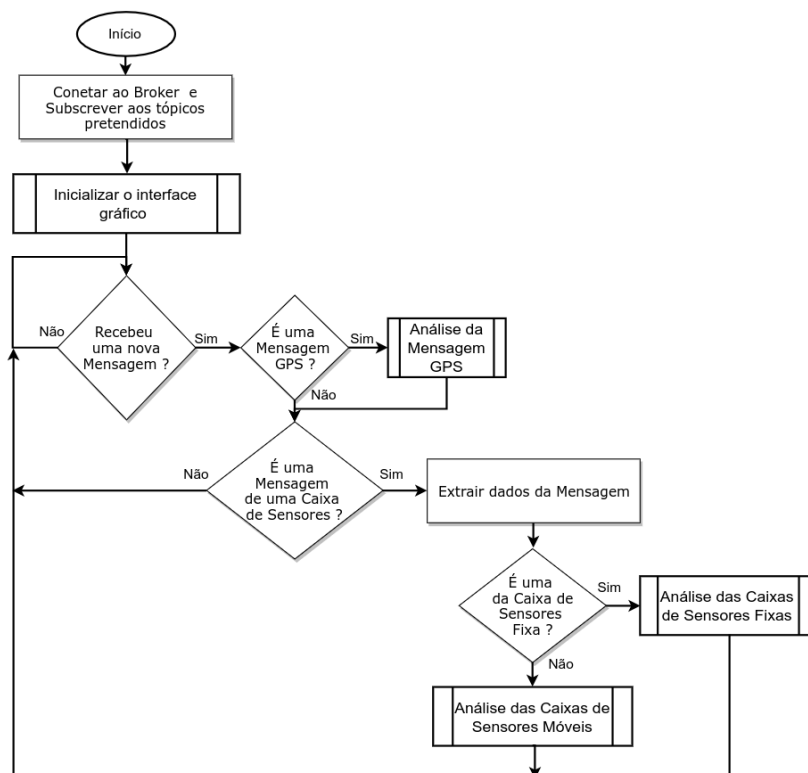 Início
Conetar ao Broker e
Subscrever aos tópicos
pretendidos
Inicializar o interface
gráfico
Não
Recebeu
uma nova
Mensagem ?
Sim
É uma
Mensagem
GPS ?
Sim
Análise da
Mensagem
GPS
Não
Não
É uma
Mensagem
de uma Caixa
de Sensores ?
Sim
Extrair dados da Mensagem
É uma
da Caixa de
Sensores
Fixa ?
Sim
Análise das Caixas
de Sensores Fixas
Não
Análise das Caixas de
Sensores Móveis